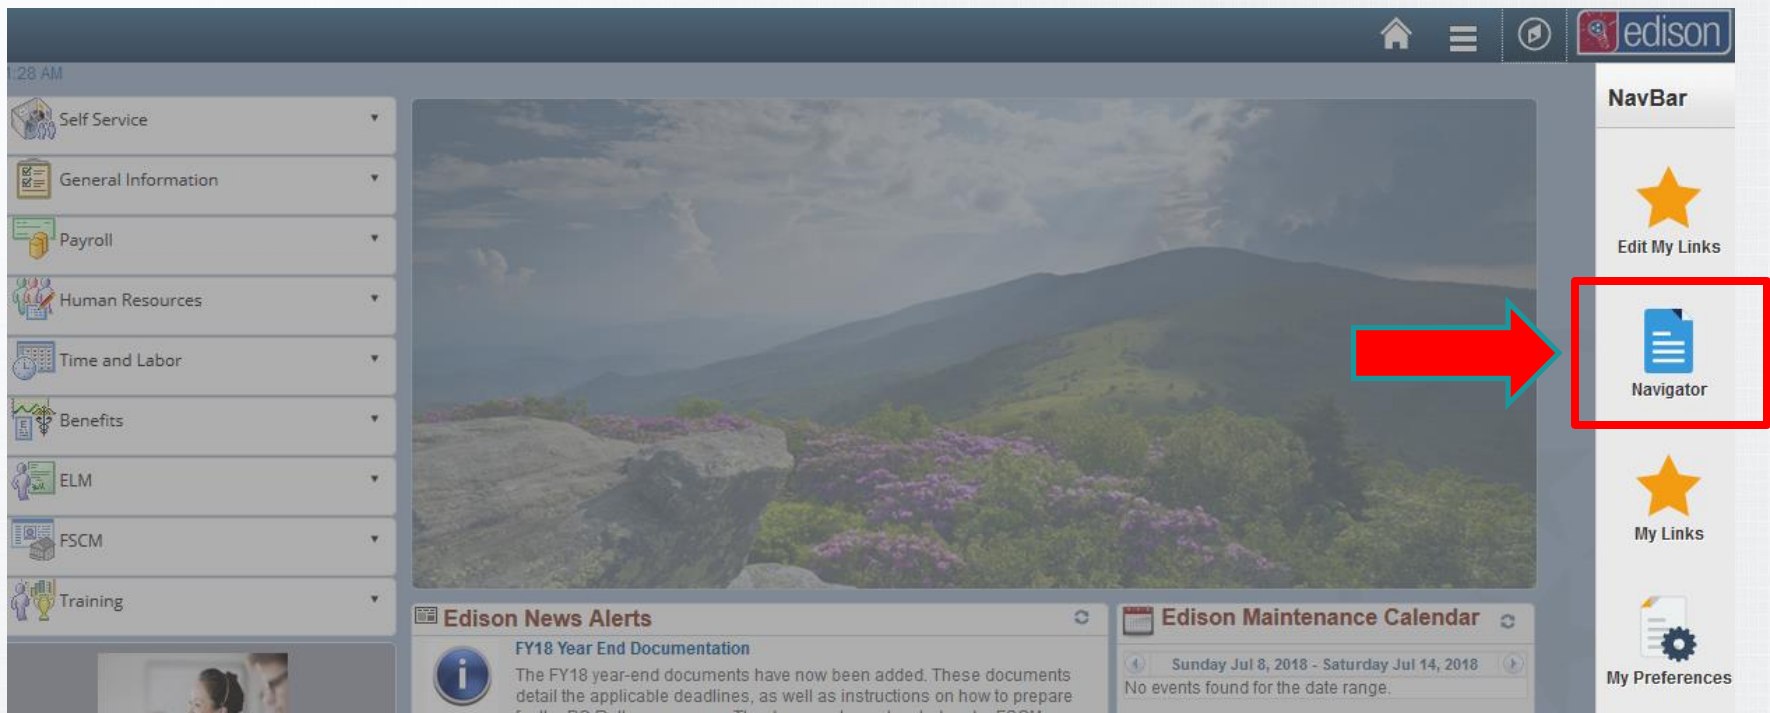 edison
1:28 AM
NavBar
Self Service
General Information
Payroll
Human Resources
Time and Labor
Benefits
ELM
FSCM
Training
Edit My Links
Navigator
My Links
My Preferences
Edison News Alerts
FY18 Year End Documentation
The FY18 year-end documents have now been added. These documents
detail the applicable deadlines, as well as instructions on how to prepare
Edison Maintenance Calendar
Sunday Jul 8, 2018 - Saturday Jul 14, 2018
No events found for the date range.